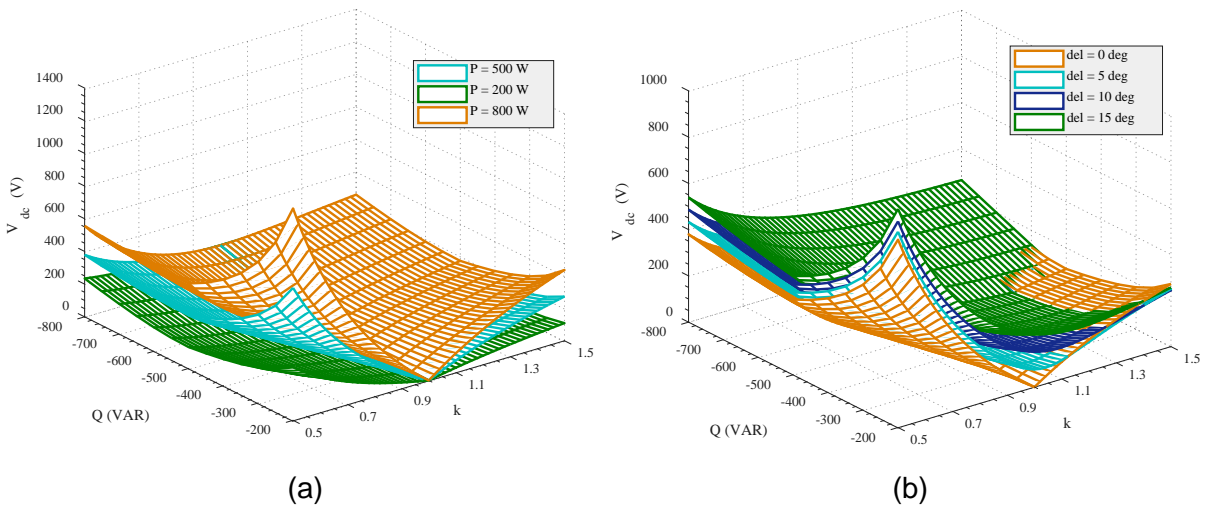 1400
1200
1000
800
600
400
200
0
V dc (V)
-800
-700
-600
-500
-400
-300
-200
Q (VAR)
0.5
0.7
0.9
1.1
1.3
1.5
k
P = 500 W
P = 200 W
P = 800 W
(a)
1000
800
600
400
200
0
V dc (V)
-800
-700
-600
-500
-400
-300
-200
Q (VAR)
0.5
0.7
0.9
1.1
1.3
1.5
k
del = 0 deg
del = 5 deg
del = 10 deg
del = 15 deg
(b)